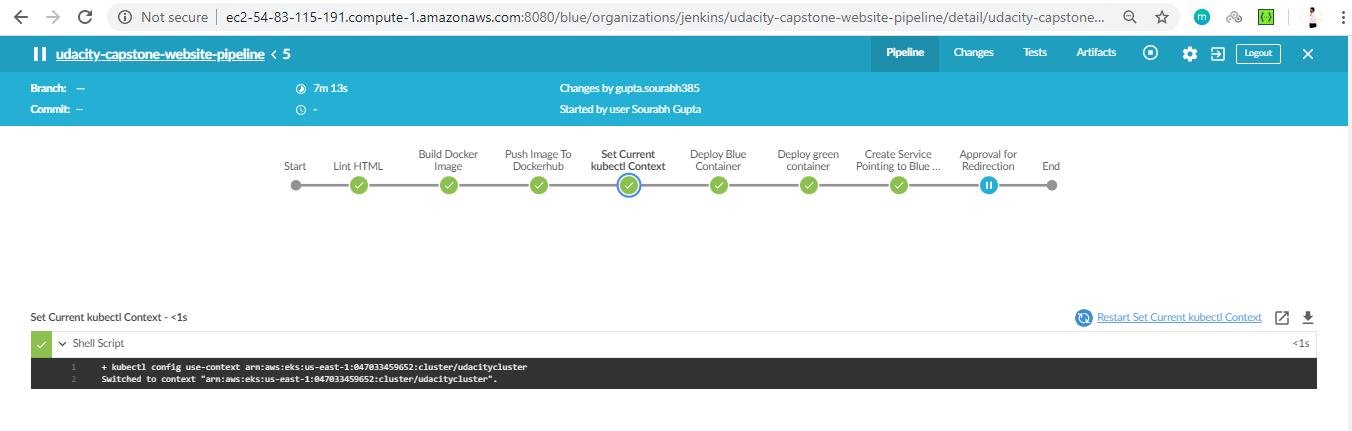 Not secure ec2-54-83-115-191.compute-1.amazonaws.com:8080/blue/organizations/jenkins/udacity-capstone-website-pipeline/detail/udacity-capstone...
udacity-capstone-website-pipeline < 5 Pipeline Changes Tests Artifacts Logout
Branch: — 7m 13s Changes by gupta.sourabh385
Commit: — - Started by user Sourabh Gupta
Start
Lint HTML
Build Docker
Image
Push Image To
Dockerhub
Set Current
kubectl Context
Deploy Blue
Container
Deploy green
container
Create Service
Pointing to Blue ...
Approval for
Redirection
End
Set Current kubectl Context - <1s Restart Set Current kubectl Context
Shell Script <1s
1 + kubectl config use-context arn:aws:eks:us-east-1:047033459652:cluster/udacitycluster
2 Switched to context "arn:aws:eks:us-east-1:047033459652:cluster/udacitycluster".